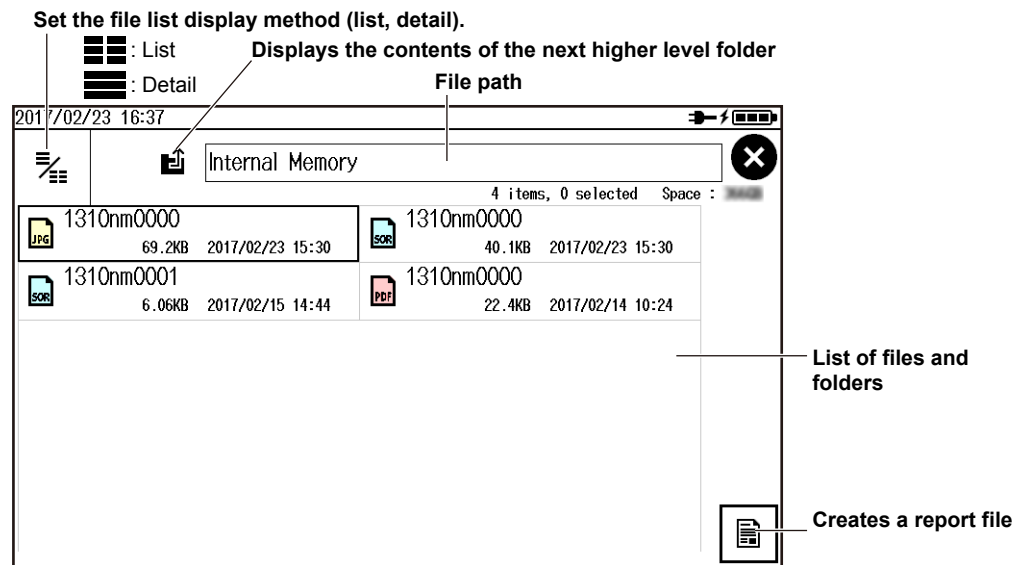 Set the file list display method (list, detail).
: List
Displays the contents of the next higher level folder
: Detail
File path
2017/02/23 16:37
Internal Memory
4 items, 0 selected Space :
1310nm0000
JPG
69.2KB 2017/02/23 15:30
1310nm0000
SOR
40.1KB 2017/02/23 15:30
1310nm0001
SOR
6.06KB 2017/02/15 14:44
1310nm0000
PDF
22.4KB 2017/02/14 10:24
List of files and
folders
Creates a report file